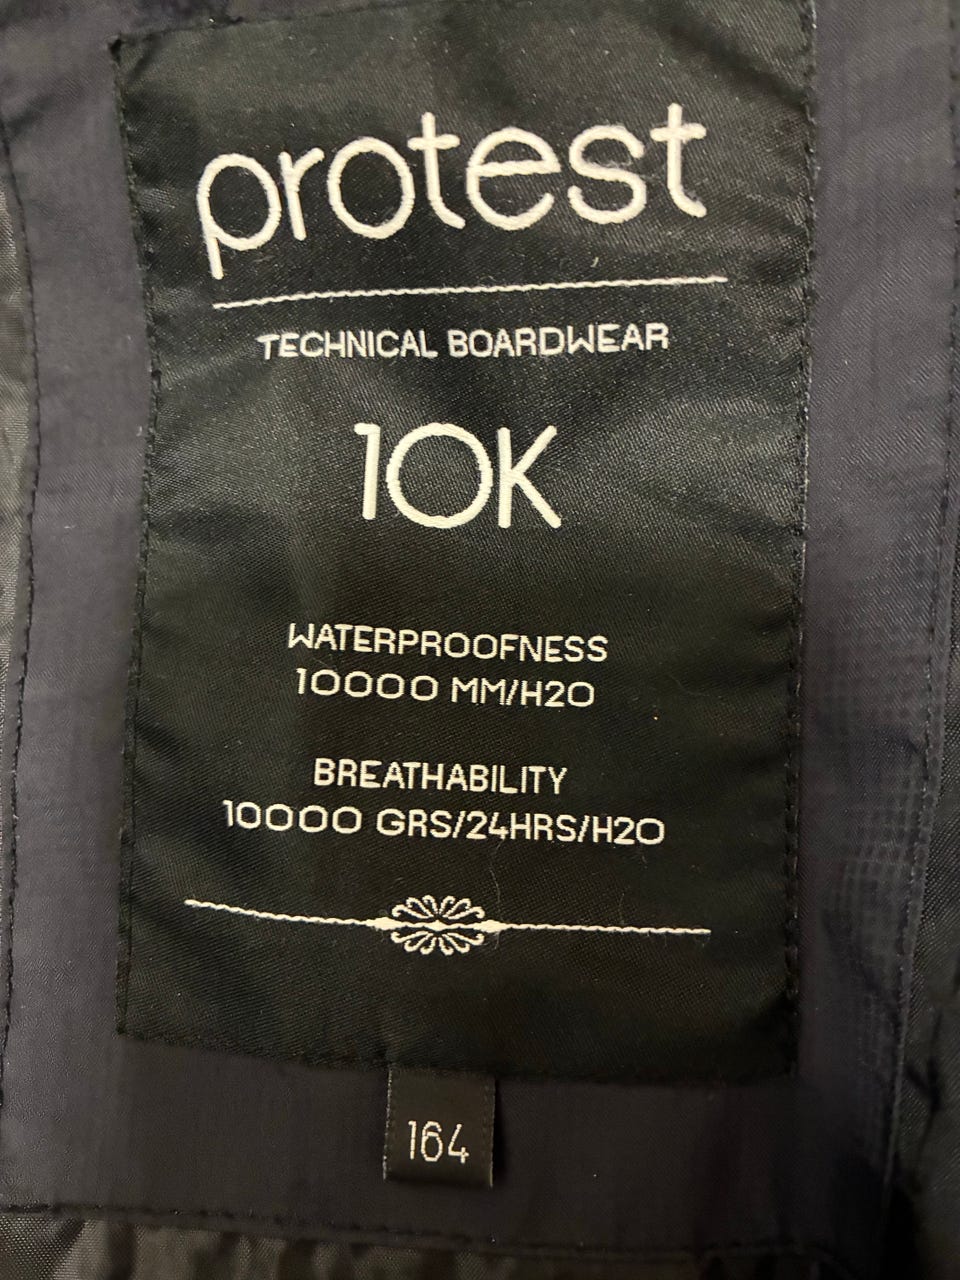 protest
TECHNICAL BOARDWEAR
10K
WATERPROOFNESS
10000 MM/H2O
BREATHABILITY
10000 GRS/24HRS/H2O
164